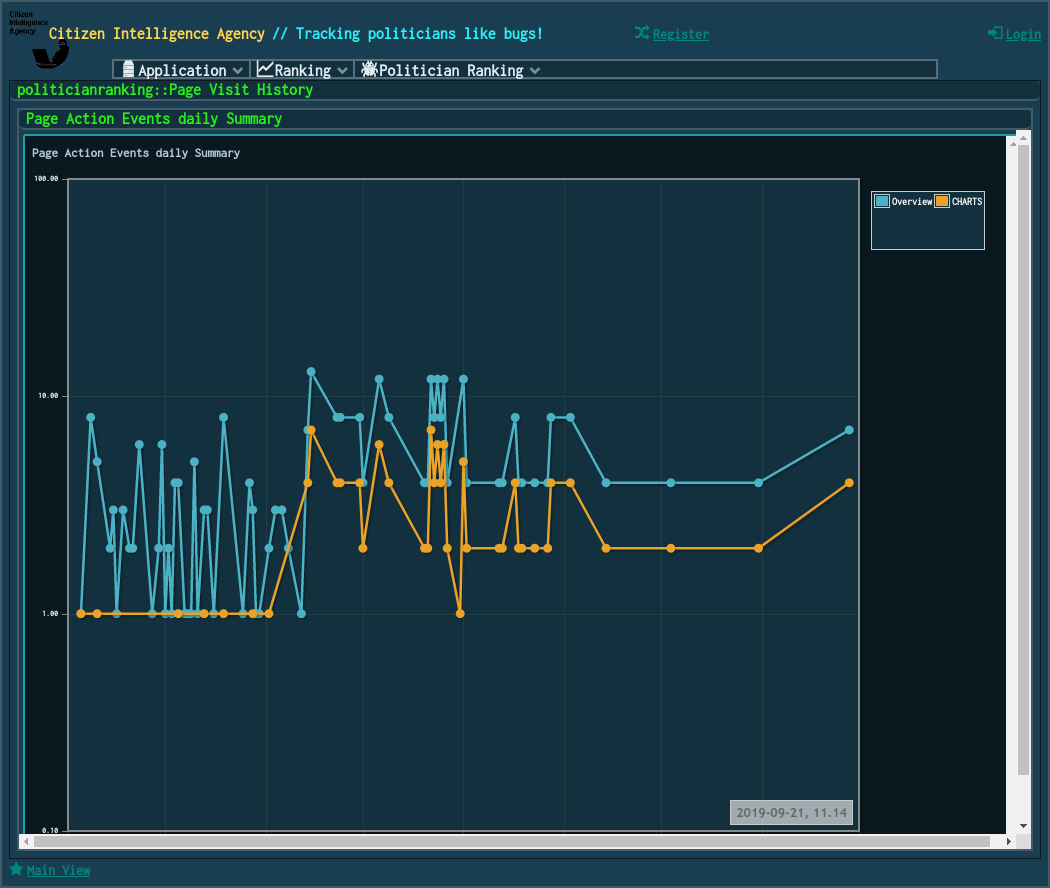 Citizen
Intelligence
Agency
Citizen Intelligence Agency // Tracking politicians like bugs!
Register
Login
Application
Ranking
Politician Ranking
politicianranking::Page Visit History
Page Action Events daily Summary
Page Action Events daily Summary
100.00
Overview
CHARTS
10.00
1.00
2019-09-21, 11.14
0.10
Main View